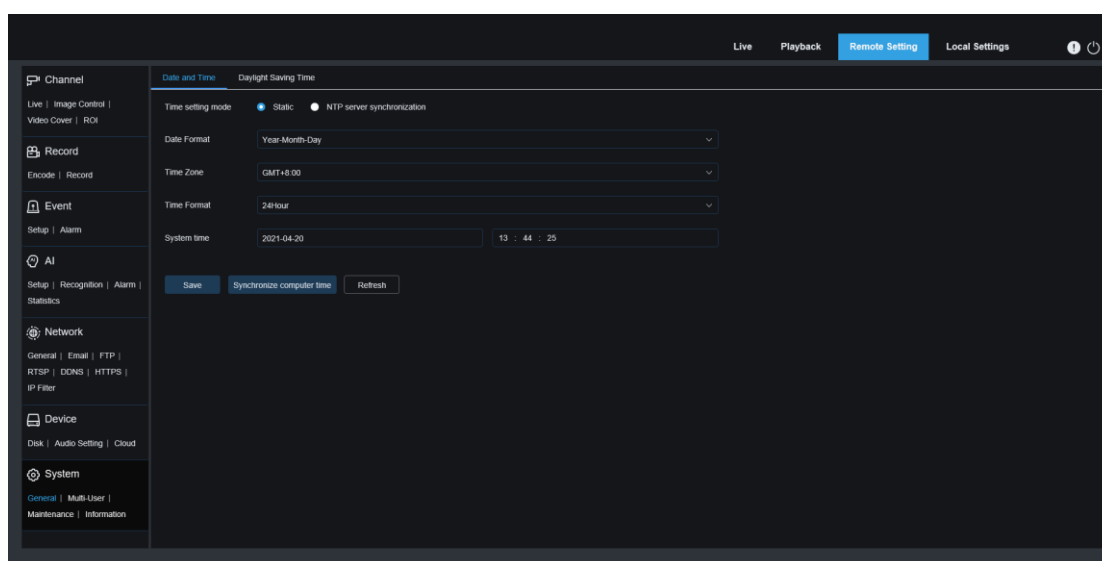 Live Playback Remote Setting Local Settings
Channel
Live | Image Control |
Video Cover | ROI
Record
Encode | Record
Event
Setup | Alarm
AI
Setup | Recognition | Alarm |
Statistics
Network
General | Email | FTP |
RTSP | DDNS | HTTPS |
IP Filter
Device
Disk | Audio Setting | Cloud
System
General | Multi-User |
Maintenance | Information
Date and Time Daylight Saving Time
Time setting mode Static NTP server synchronization
Date Format Year-Month-Day
Time Zone GMT+8:00
Time Format 24Hour
System time 2021-04-20 13 : 44 : 25
Save Synchronize computer time Refresh